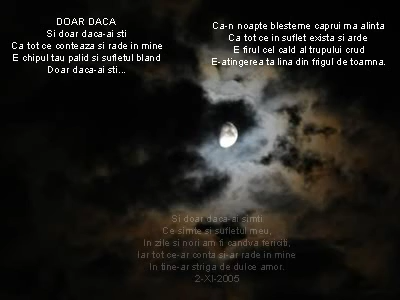 DOAR DACA
Si doar daca-ai sti
Ca tot ce conteaza si rade in mine
E chipul tau palid si sufletul bland
Doar daca-ai sti...
Ca-n noapte blesteme caprui ma alinta
Ca tot ce in suflet exista si arde
E firul cel cald al trupului crud
E-atingerea ta lina din frigul de toamna.
Si doar daca-ai simti
Ce simte si sufletul meu,
In zile si nori am fi candva fericiti,
Iar tot ce-ar conta si-ar rade in mine
In tine-ar striga de dulce amor.
2-XI-2005